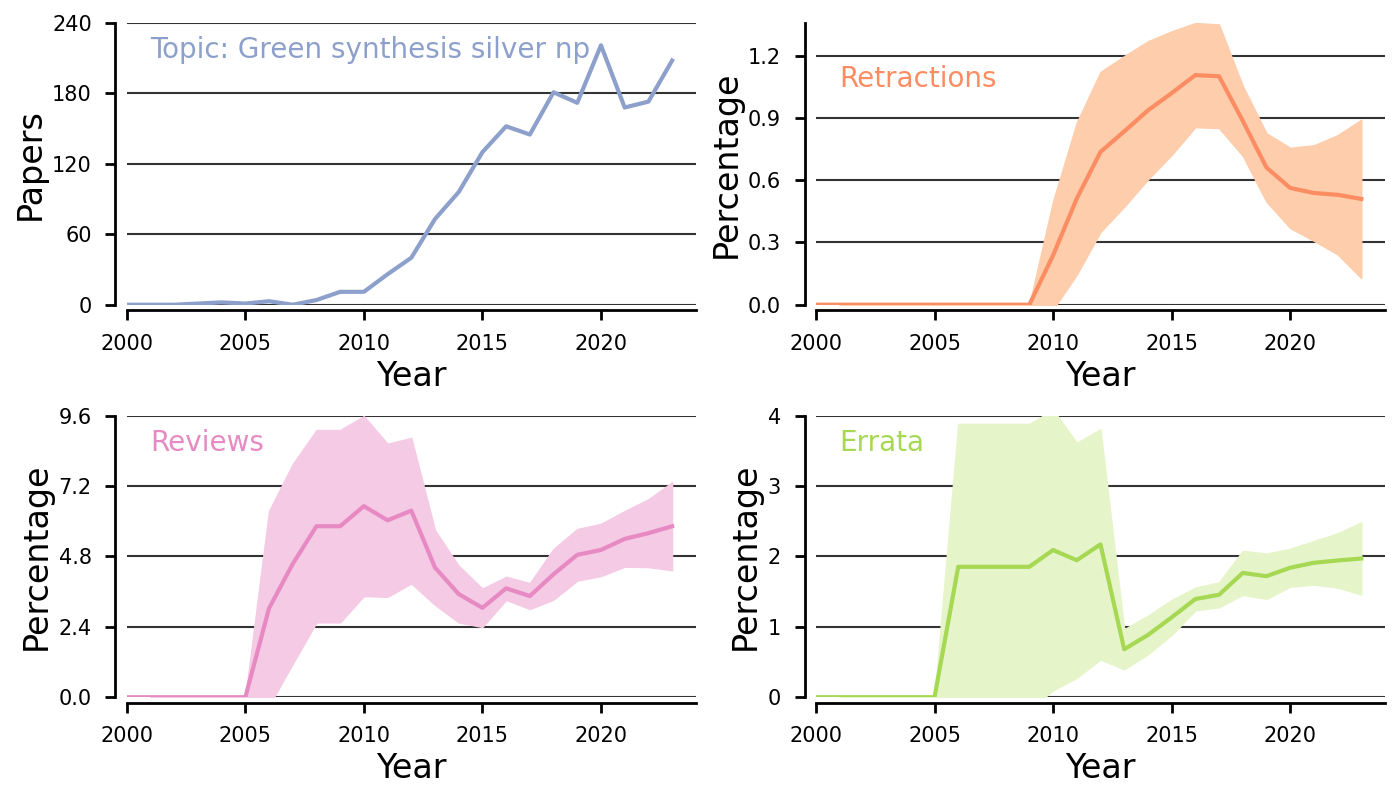 240
180
120
60
0
Papers
Topic: Green synthesis silver np
2000 2005 2010 2015 2020
Year
1.2
0.9
0.6
0.3
0.0
Percentage
Retractions
2000 2005 2010 2015 2020
Year
9.6
7.2
4.8
2.4
0.0
Percentage
Reviews
2000 2005 2010 2015 2020
Year
4
3
2
1
0
Percentage
Errata
2000 2005 2010 2015 2020
Year